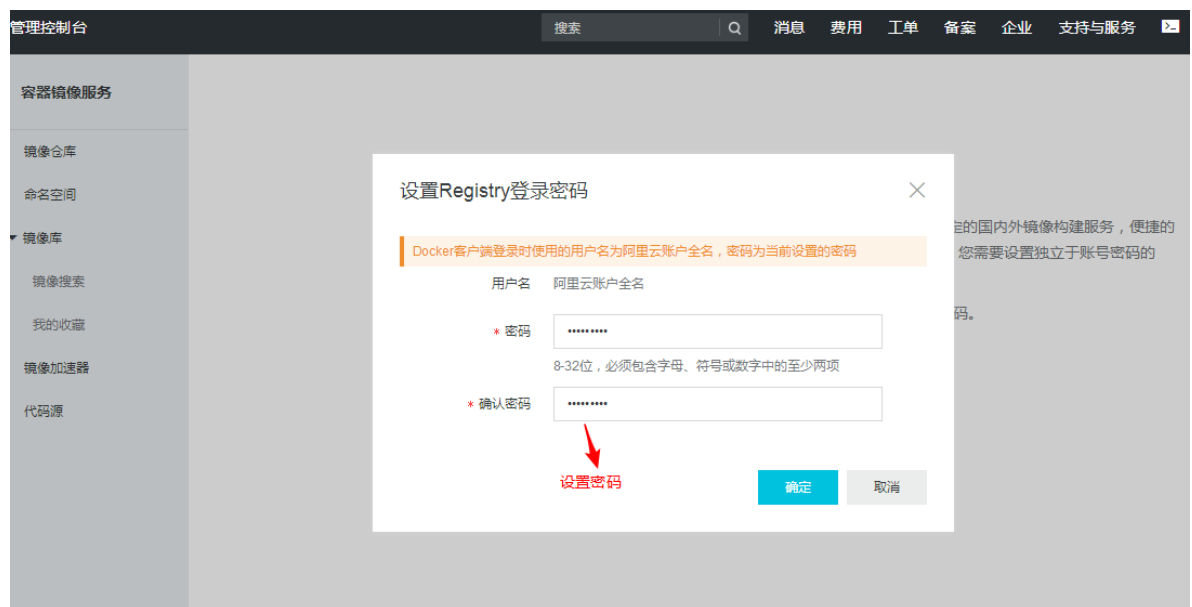 管理控制台
搜索
消息 费用 工单 备案 企业 支持与服务
容器镜像服务
镜像仓库
命名空间
镜像库
镜像搜索
我的收藏
镜像加速器
代码源
设置Registry登录密码
Docker客户端登录时使用的用户名为阿里云账户全名，密码为当前设置的密码
用户名 阿里云账户全名
* 密码 •••••••••
8-32位，必须包含字母、符号或数字中的至少两项
* 确认密码 •••••••••
设置密码
确定 取消
的国内外镜像构建服务，便捷的
您需要设置独立于账号密码的
码。